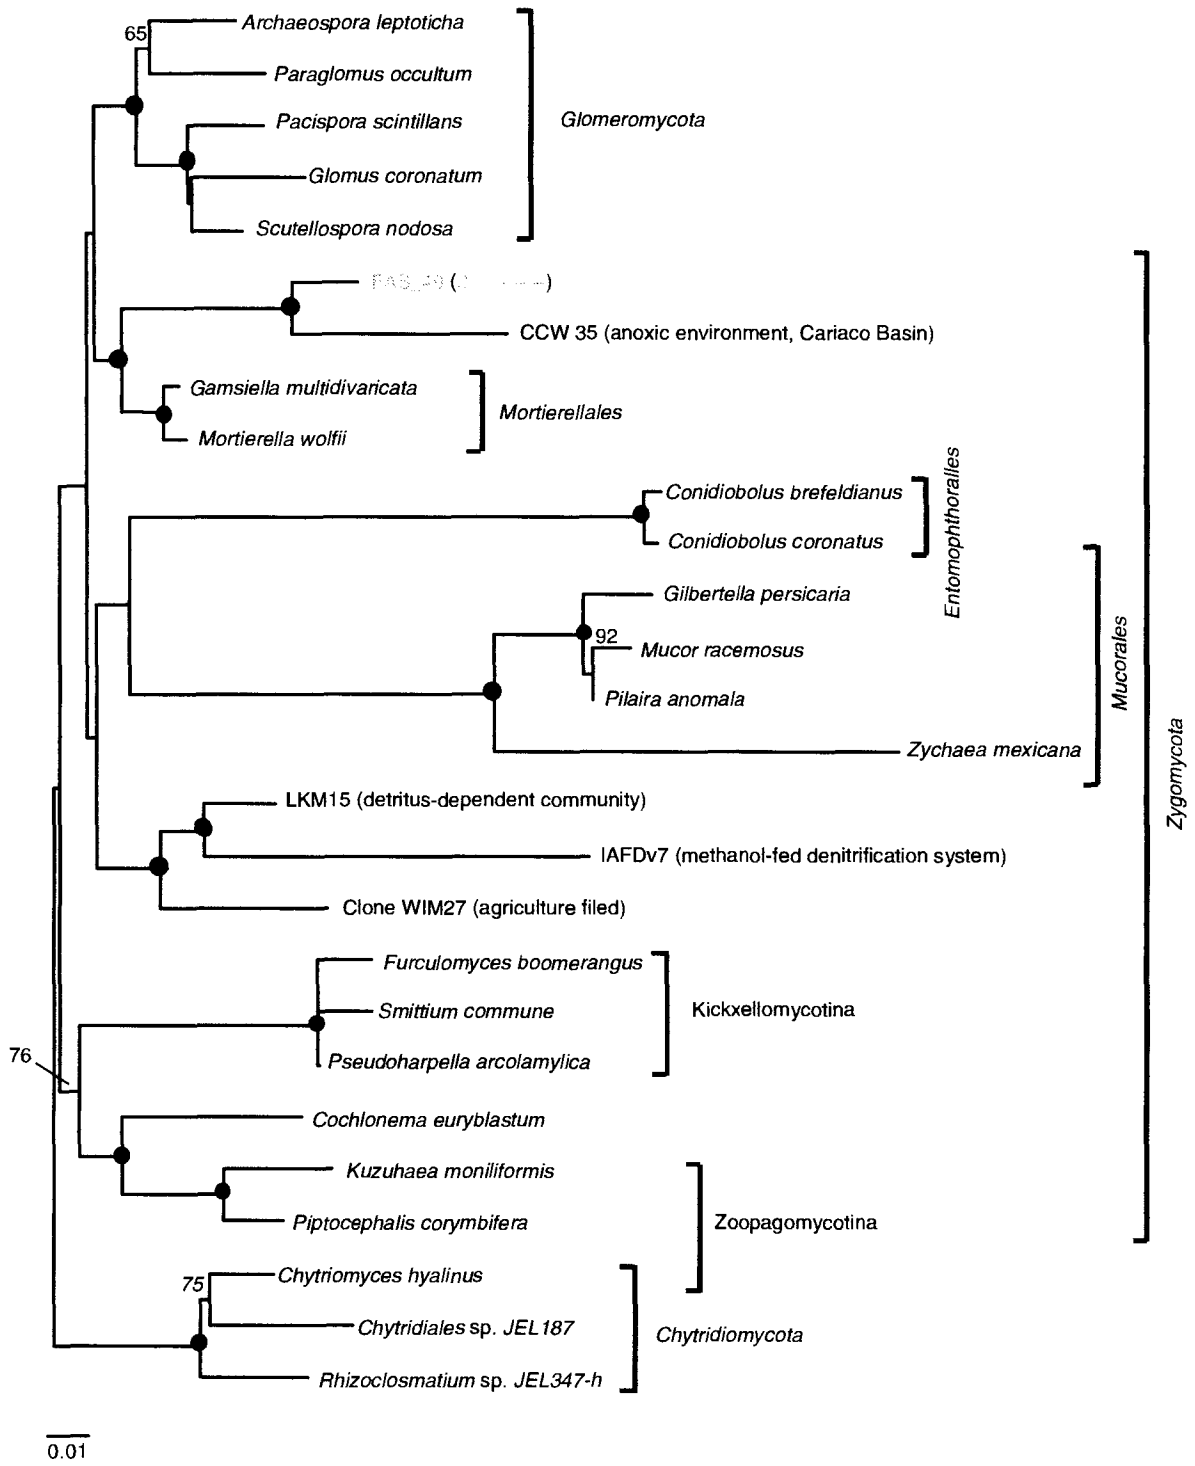 Archaeospora leptoticha
65
Paraglomus occultum
Pacispora scintillans
Glomeromycota
Glomus coronatum
Scutellospora nodosa
CCW 35 (anoxic environment, Cariaco Basin)
Gamsiella multidivaricata
Mortierellales
Mortierella wolfii
Entomophthoralles
Conidiobolus brefeldianus
Conidiobolus coronatus
Gilbertella persicaria
92
Mucor racemosus
Mucorales
Pilaira anomala
Zychaea mexicana
Zygomycota
LKM15 (detritus-dependent community)
IAFDv7 (methanol-fed denitrification system)
Clone WIM27 (agriculture filed)
Furculomyces boomerangus
Smittium commune
Kickxellomycotina
76
Pseudoharpella arcolamylica
Cochlonema euryblastum
Kuzuhaea moniliformis
Piptocephalis corymbifera
Zoopagomycotina
75
Chytriomyces hyalinus
Chytridiales sp. JEL187
Chytridiomycota
Rhizoclosmatium sp. JEL347-h
0.01